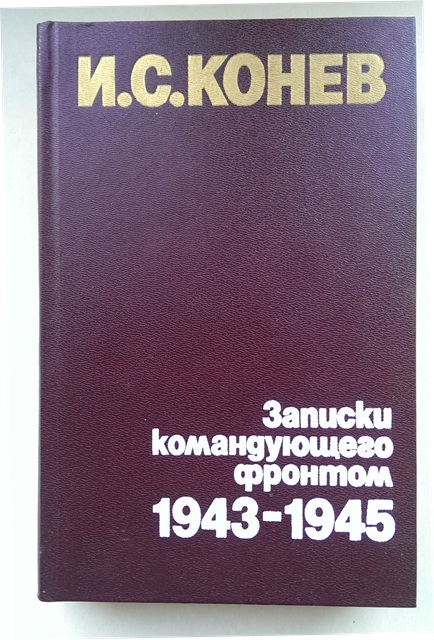 И.С.КОНЕВ
Записки
командующего
фронтом
1943-1945